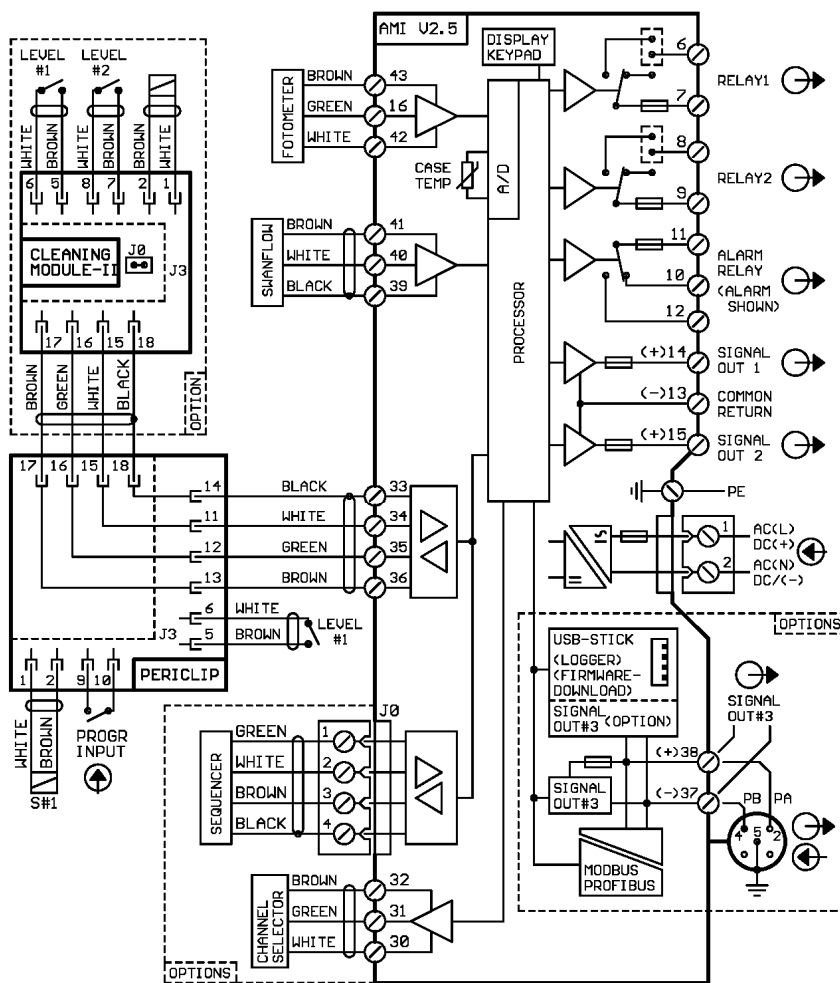 AMI V2.5
DISPLAY
KEYPAD
LEVEL
#1
LEVEL
#2
WHITE
BROWN
WHITE
BROWN
WHITE
BROWN
6 5 8 7 2 1
CLEANING
MODULE-II
J0
J3
17 16 15 18
BROWN
GREEN
WHITE
BLACK
OPTION
17 16 15 18
14
11
12
13
6
5
J3
PERICLIP
1 2 9 10
WHITE
BROWN
S#1
PROGR
INPUT
WHITE
BROWN
LEVEL
#1
FOTOMETER
BROWN 43
GREEN 16
WHITE 42
CASE
TEMP
A/D
PROCESSOR
SWANFLOW
BROWN 41
WHITE 40
BLACK 39
BLACK 33
WHITE 34
GREEN 35
BROWN 36
J0
SEQUENCER
GREEN 1
WHITE 2
BROWN 3
BLACK 4
CHANNEL
SELECTOR
BROWN 32
GREEN 31
WHITE 30
OPTIONS
6
7
RELAY1
8
9
RELAY2
11
10
12
ALARM
RELAY
(ALARM
SHOWN)
(+)14 SIGNAL
OUT 1
(-)13 COMMON
RETURN
(+)15 SIGNAL
OUT 2
PE
1 AC(L)
DC(+)
2 AC(N)
DC/(-)
OPTIONS
USB-STICK
(LOGGER)
(FIRMWARE-
DOWNLOAD)
SIGNAL
OUT#3 (OPTION)
SIGNAL
OUT#3
SIGNAL
OUT#3
(+)38
(-)37
PB PA
4 5 2
MODBUS
PROFIBUS